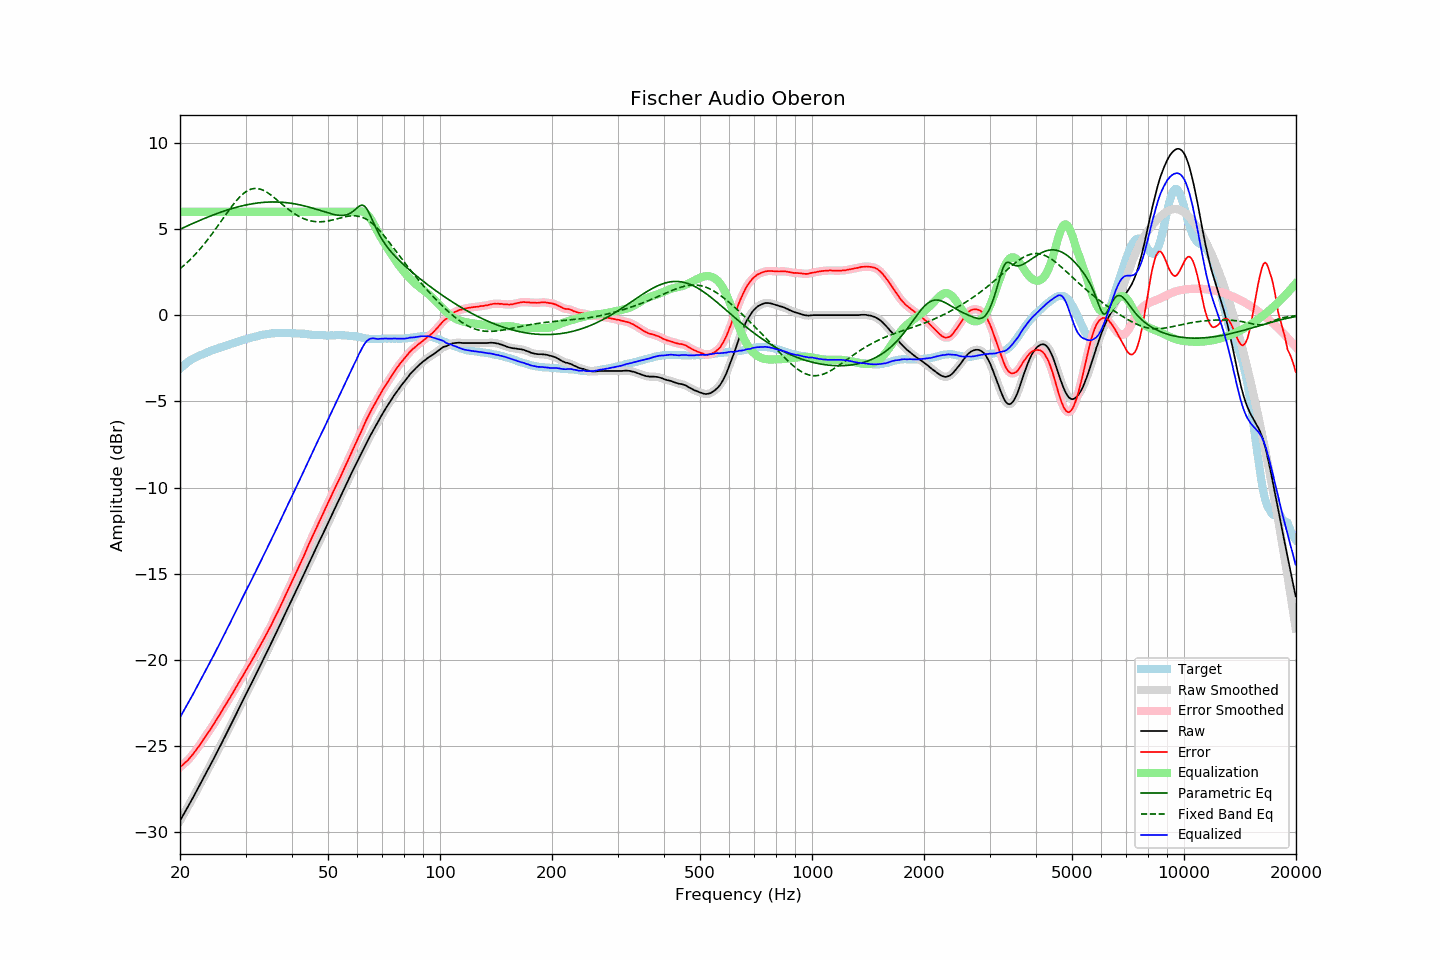 Fischer Audio Oberon
10
5
0
−5
−10
−15
−20
−25
−30
Amplitude (dBr)
20 50 100 200 500 1000 2000 5000 10000 20000
Frequency (Hz)
Target
Raw Smoothed
Error Smoothed
Raw
Error
Equalization
Parametric Eq
Fixed Band Eq
Equalized